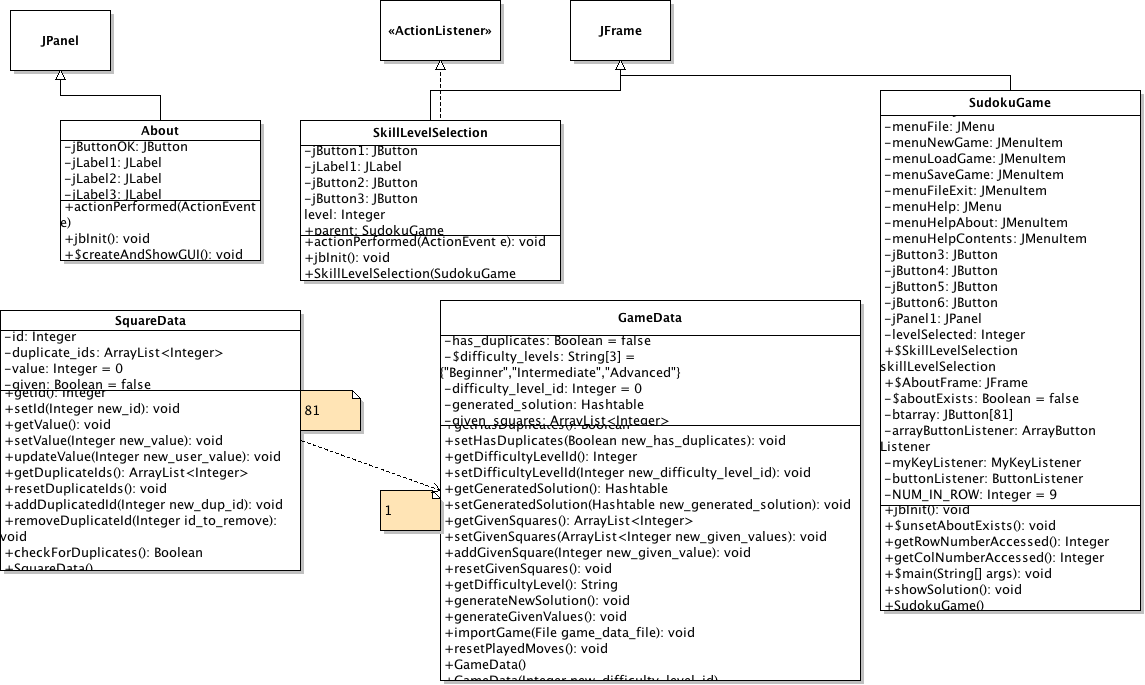 JPanel
«ActionListener»
JFrame
About
-jButtonOK: JButton
-jLabel1: JLabel
-jLabel2: JLabel
-jLabel3: JLabel
+actionPerformed(ActionEvent
e)
+jbInit(): void
+$createAndShowGUI(): void
SkillLevelSelection
-jButton1: JButton
-jLabel1: JLabel
-jButton2: JButton
-jButton3: JButton
level: Integer
+parent: SudokuGame
+actionPerformed(ActionEvent e): void
+jbInit(): void
+SkillLevelSelection(SudokuGame
SudokuGame
-menuFile: JMenu
-menuNewGame: JMenuItem
-menuLoadGame: JMenuItem
-menuSaveGame: JMenuItem
-menuFileExit: JMenuItem
-menuHelp: JMenu
-menuHelpAbout: JMenuItem
-menuHelpContents: JMenuItem
-jButton3: JButton
-jButton4: JButton
-jButton5: JButton
-jButton6: JButton
-jPanel1: JPanel
-levelSelected: Integer
+$SkillLevelSelection
skillLevelSelection
+$AboutFrame: JFrame
-$aboutExists: Boolean = false
-btarray: JButton[81]
-arrayButtonListener: ArrayButton
Listener
-myKeyListener: MyKeyListener
-buttonListener: ButtonListener
-NUM_IN_ROW: Integer = 9
+jbInit(): void
+$unsetAboutExists(): void
+getRowNumberAccessed(): Integer
+getColNumberAccessed(): Integer
+$main(String[] args): void
+showSolution(): void
+SudokuGame()
SquareData
-id: Integer
-duplicate_ids: ArrayList<Integer>
-value: Integer = 0
-given: Boolean = false
+getId(): Integer
+setId(Integer new_id): void
+getValue(): void
+setValue(Integer new_value): void
+updateValue(Integer new_user_value): void
+getDuplicateIds(): ArrayList<Integer>
+resetDuplicateIds(): void
+addDuplicatedId(Integer new_dup_id): void
+removeDuplicateId(Integer id_to_remove):
void
+checkForDuplicates(): Boolean
+SquareData()
81
1
GameData
-has_duplicates: Boolean = false
-$difficulty_levels: String[3] =
{"Beginner","Intermediate","Advanced"}
-difficulty_level_id: Integer = 0
-generated_solution: Hashtable
-given_squares: ArrayList<Integer>
+getHasDuplicates(): Boolean
+setHasDuplicates(Boolean new_has_duplicates): void
+getDifficultyLevelId(): Integer
+setDifficultyLevelId(Integer new_difficulty_level_id): void
+getGeneratedSolution(): Hashtable
+setGeneratedSolution(Hashtable new_generated_solution): void
+getGivenSquares(): ArrayList<Integer>
+setGivenSquares(ArrayList<Integer> new_given_values): void
+addGivenSquare(Integer new_given_value): void
+resetGivenSquares(): void
+getDifficultyLevel(): String
+generateNewSolution(): void
+generateGivenValues(): void
+importGame(File game_data_file): void
+resetPlayedMoves(): void
+GameData()
+GameData(Integer new_difficulty_level_id)